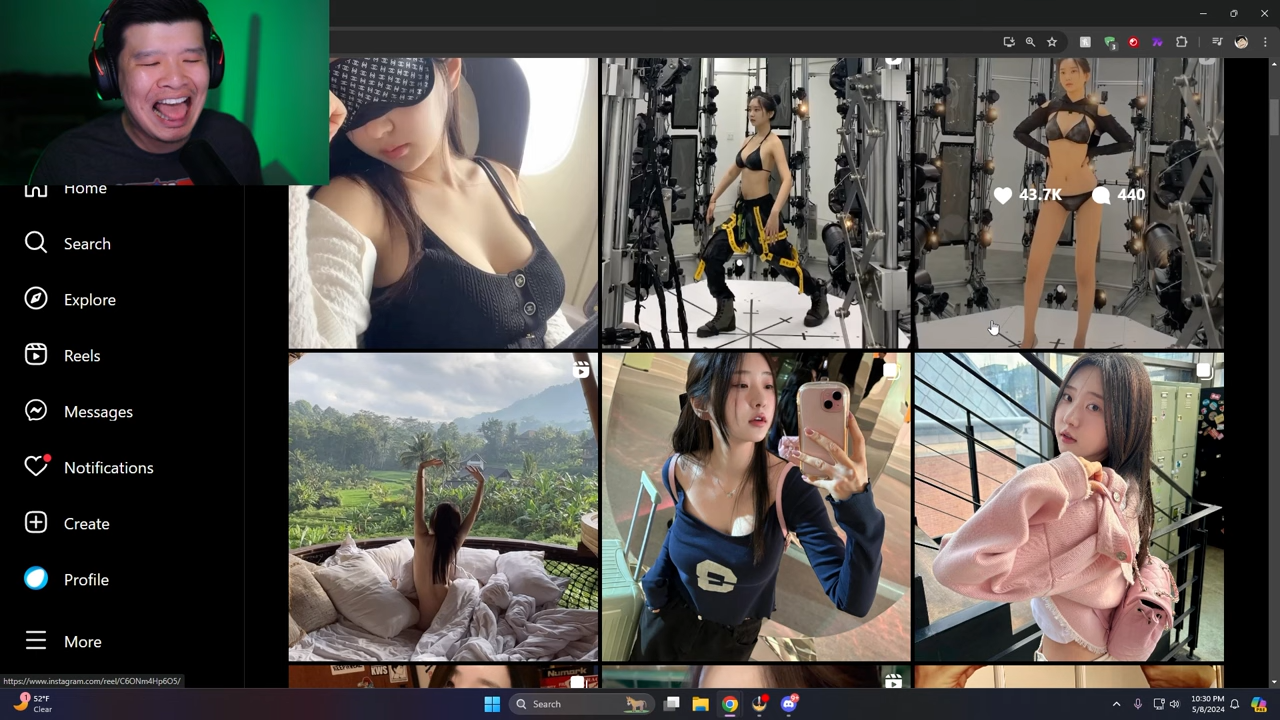 43.7K
440
Home
Search
Explore
Reels
Messages
Notifications
Create
Profile
More
https://www.instagram.com/reel/C6ONm4Hp6O5/
52°F
Clear
Search
10:30 PM
5/8/2024
Numark